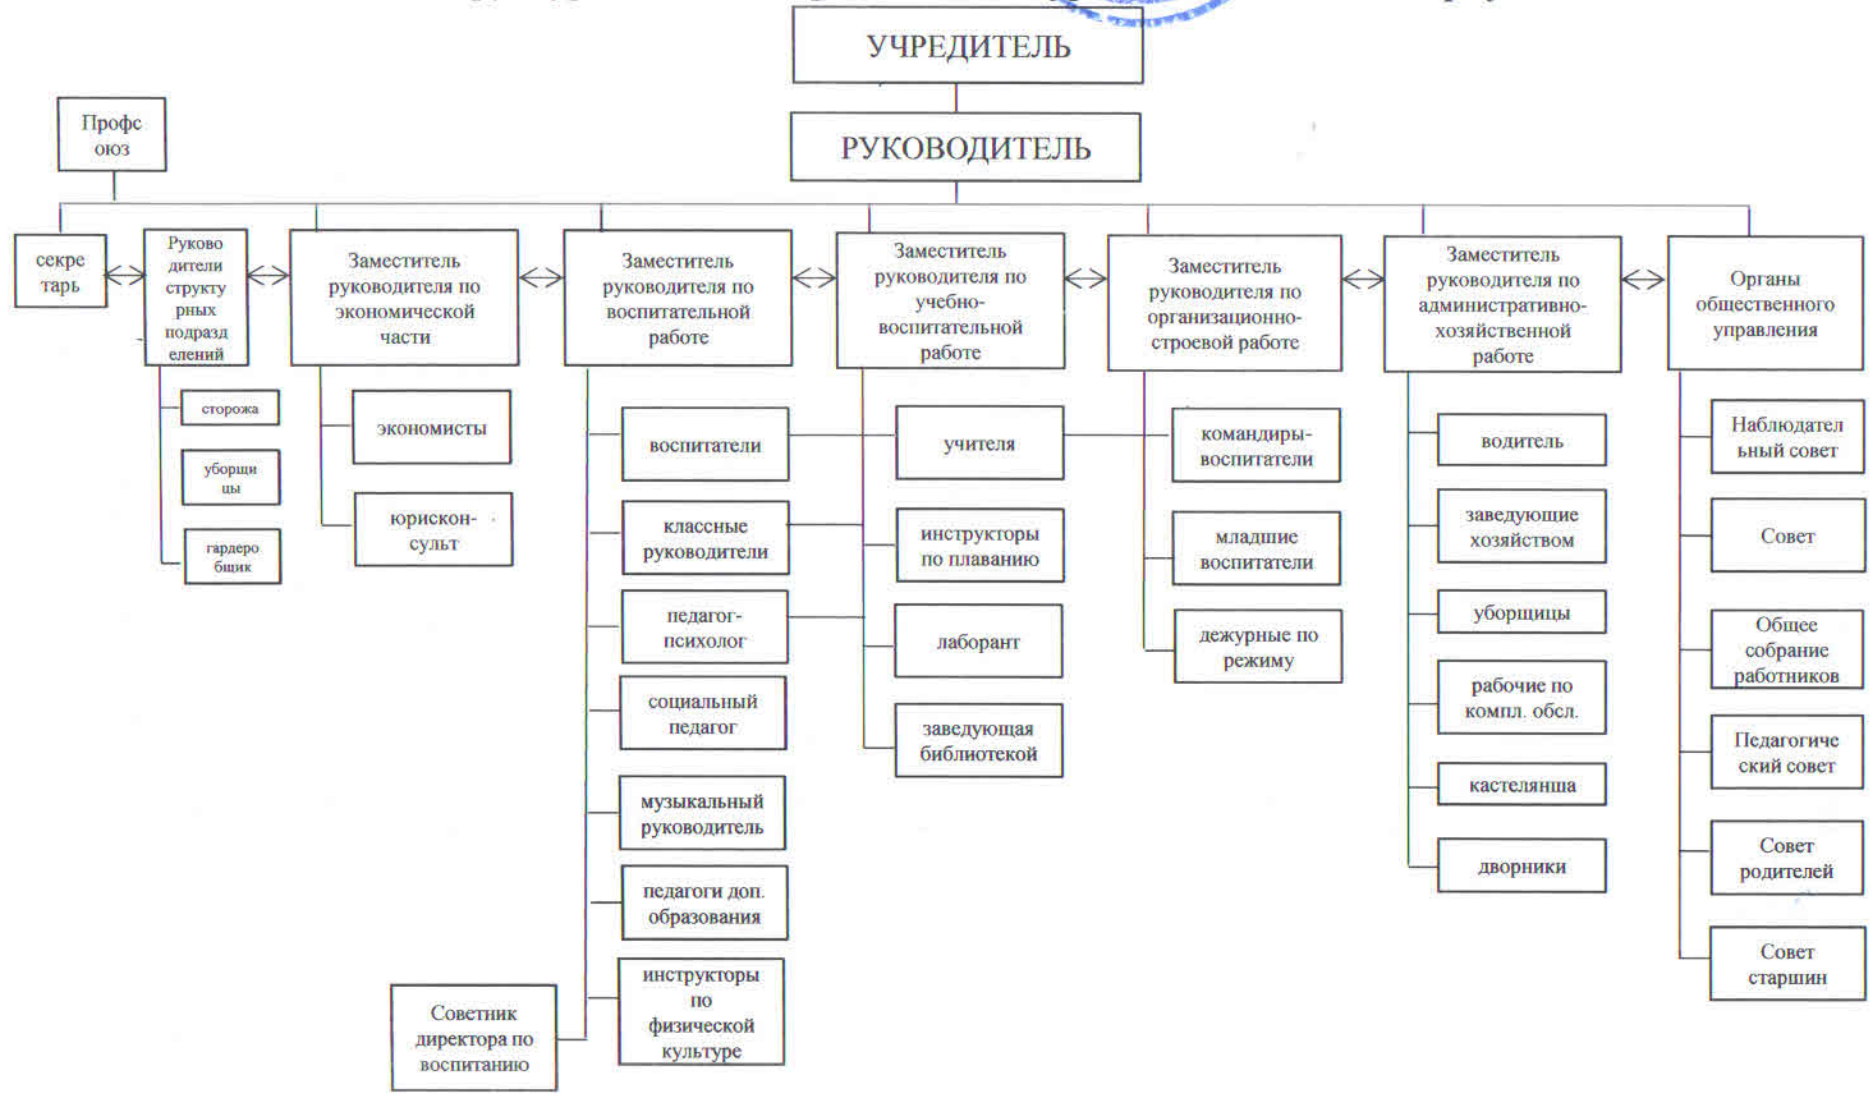 УЧРЕДИТЕЛЬ
Профс
оюз
РУКОВОДИТЕЛЬ
секре
тарь
Руково
дители
структу
рных
подразд
елений
Заместитель
руководителя по
экономической
части
Заместитель
руководителя по
воспитательной
работе
Заместитель
руководителя по
учебно-
воспитательной
работе
Заместитель
руководителя по
организационно-
строевой работе
Заместитель
руководителя по
административно-
хозяйственной
работе
Органы
общественного
управления
сторожа
уборщи
цы
гардеро
бщик
экономисты
юрискон-
сульт
воспитатели
классные
руководители
педагог-
психолог
социальный
педагог
музыкальный
руководитель
педагоги доп.
образования
инструкторы
по
физической
культуре
Советник
директора по
воспитанию
учителя
инструкторы
по плаванию
лаборант
заведующая
библиотекой
командиры-
воспитатели
младшие
воспитатели
дежурные по
режиму
водитель
заведующие
хозяйством
уборщицы
рабочие по
компл. обсл.
кастелянша
дворники
Наблюдател
ьный совет
Совет
Общее
собрание
работников
Педагогиче
ский совет
Совет
родителей
Совет
старшин